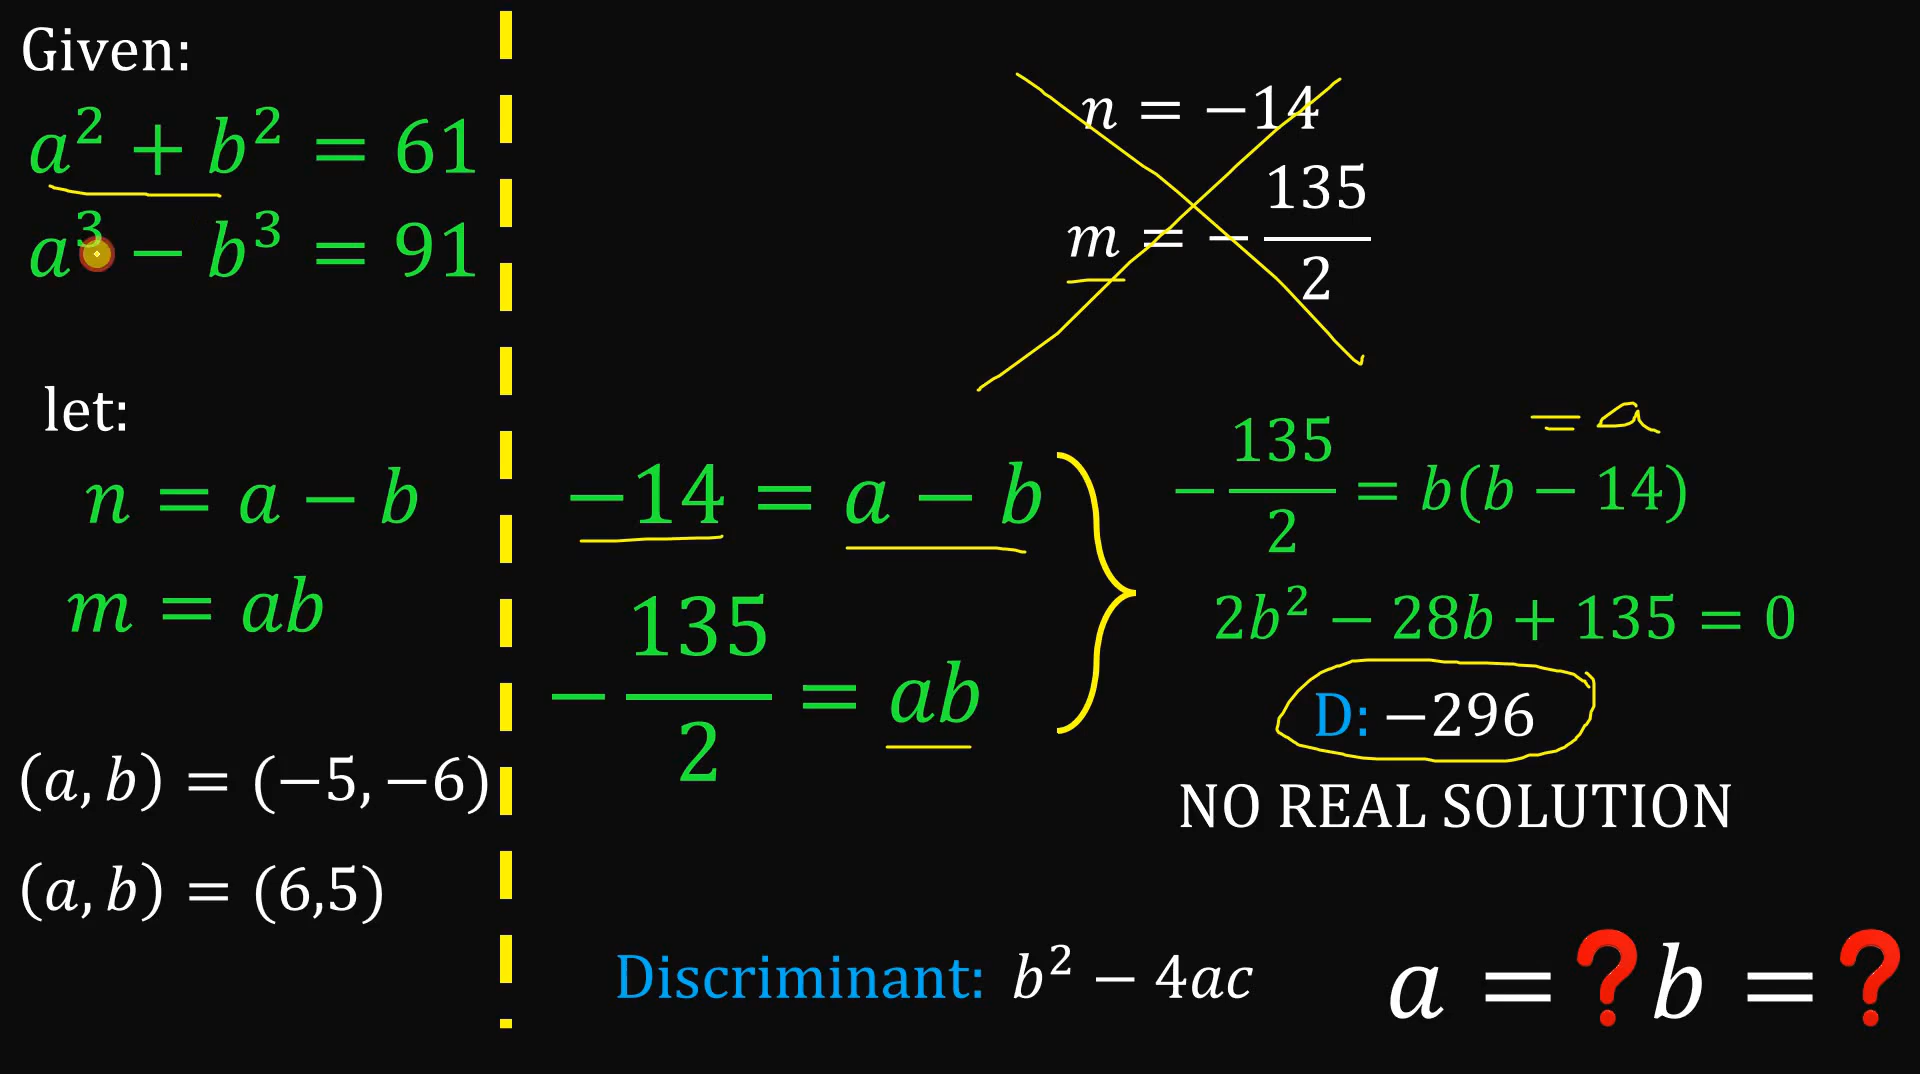 Given:
a² + b² = 61
a³ − b³ = 91
let:
n = a − b
m = ab
(a, b) = (−5, −6)
(a, b) = (6,5)
n = −14
m = −135/2
−14 = a − b
−135/2 = ab
= a
−135/2 = b(b − 14)
2b² − 28b + 135 = 0
D: −296
NO REAL SOLUTION
Discriminant: b² − 4ac
a =❓b =❓